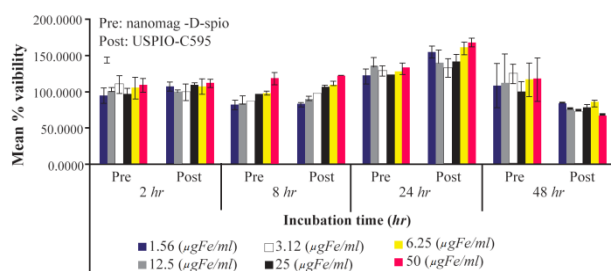 Pre: nanomag -D-spio
Post: USPIO-C595
Mean % vaibility
200.0000
150.0000
100.0000
50.0000
0.0000
Pre Post Pre Post Pre Post Pre Post
2 hr 8 hr 24 hr 48 hr
Incubation time (hr)
1.56 (µgFe/ml) 3.12 (µgFe/ml) 6.25 (µgFe/ml)
12.5 (µgFe/ml) 25 (µgFe/ml) 50 (µgFe/ml)